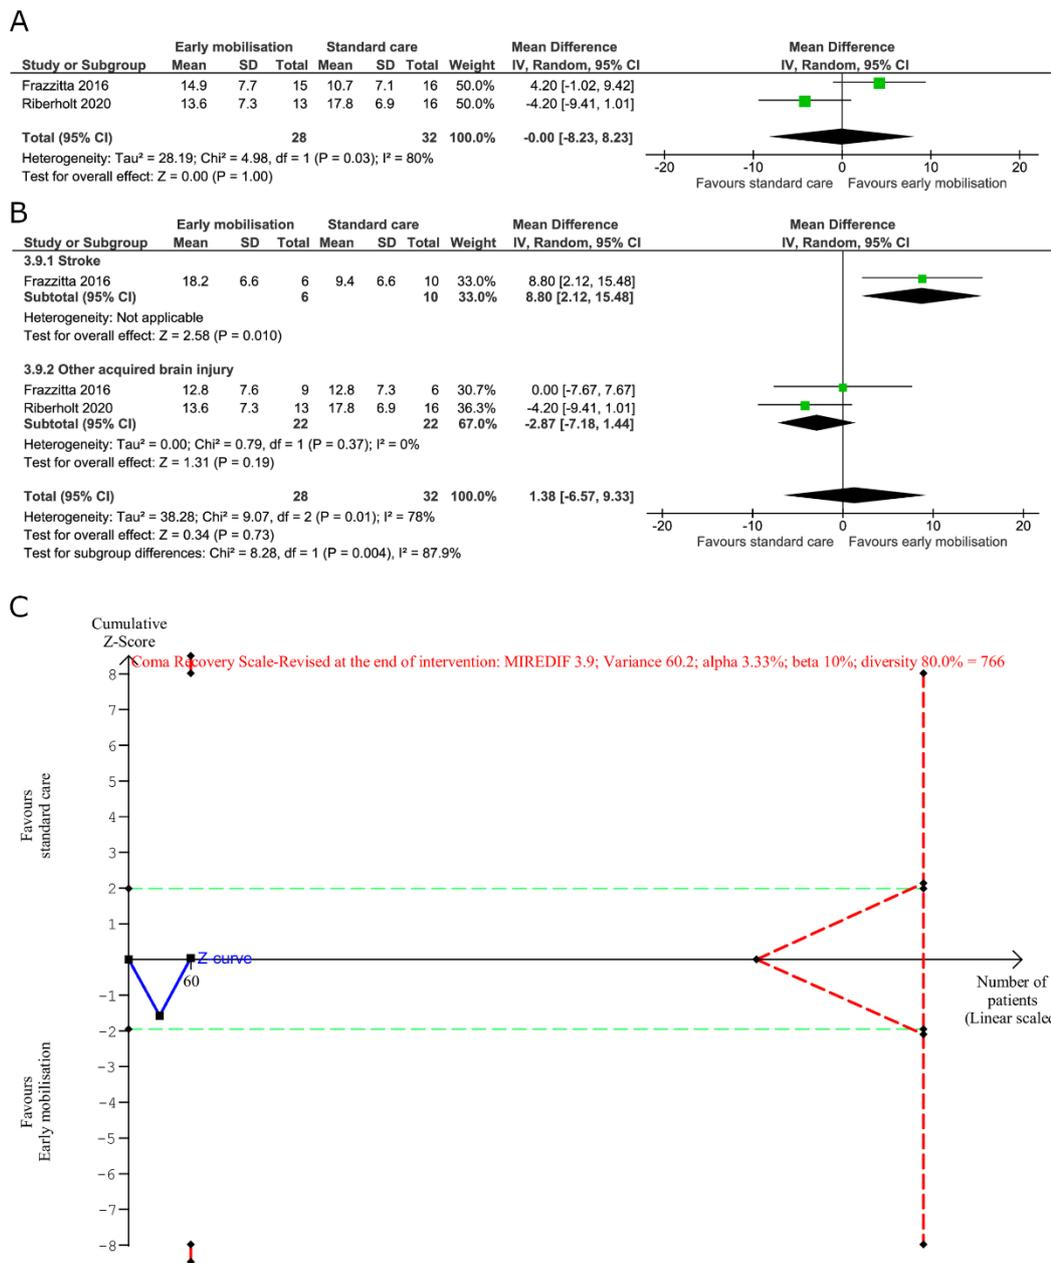 A
Early mobilisation Standard care Mean Difference Mean Difference
Study or Subgroup Mean SD Total Mean SD Total Weight IV, Random, 95% CI IV, Random, 95% CI
Frazzitta 2016 14.9 7.7 15 10.7 7.1 16 50.0% 4.20 [-1.02, 9.42]
Riberholt 2020 13.6 7.3 13 17.8 6.9 16 50.0% -4.20 [-9.41, 1.01]
Total (95% CI) 28 32 100.0% -0.00 [-8.23, 8.23]
Heterogeneity: Tau² = 28.19; Chi² = 4.98, df = 1 (P = 0.03); I² = 80%
Test for overall effect: Z = 0.00 (P = 1.00)
-20 -10 0 10 20
Favours standard care Favours early mobilisation
B
Early mobilisation Standard care Mean Difference Mean Difference
Study or Subgroup Mean SD Total Mean SD Total Weight IV, Random, 95% CI IV, Random, 95% CI
3.9.1 Stroke
Frazzitta 2016 18.2 6.6 6 9.4 6.6 10 33.0% 8.80 [2.12, 15.48]
Subtotal (95% CI) 6 10 33.0% 8.80 [2.12, 15.48]
Heterogeneity: Not applicable
Test for overall effect: Z = 2.58 (P = 0.010)
3.9.2 Other acquired brain injury
Frazzitta 2016 12.8 7.6 9 12.8 7.3 6 30.7% 0.00 [-7.67, 7.67]
Riberholt 2020 13.6 7.3 13 17.8 6.9 16 36.3% -4.20 [-9.41, 1.01]
Subtotal (95% CI) 22 22 67.0% -2.87 [-7.18, 1.44]
Heterogeneity: Tau² = 0.00; Chi² = 0.79, df = 1 (P = 0.37); I² = 0%
Test for overall effect: Z = 1.31 (P = 0.19)
Total (95% CI) 28 32 100.0% 1.38 [-6.57, 9.33]
Heterogeneity: Tau² = 38.28; Chi² = 9.07, df = 2 (P = 0.01); I² = 78%
Test for overall effect: Z = 0.34 (P = 0.73)
Test for subgroup differences: Chi² = 8.28, df = 1 (P = 0.004), I² = 87.9%
-20 -10 0 10 20
Favours standard care Favours early mobilisation
C
Cumulative
Z-Score
Coma Recovery Scale-Revised at the end of intervention: MIREDIF 3.9; Variance 60.2; alpha 3.33%; beta 10%; diversity 80.0% = 766
8
7
6
5
4
3
2
1
-1
-2
-3
-4
-5
-6
-7
-8
Favours
standard care
Favours
Early mobilisation
Z-curve
60
Number of
patients
(Linear scaled